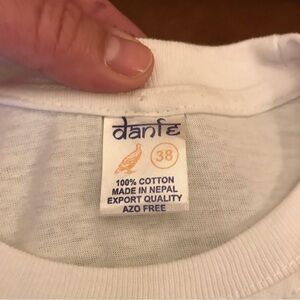 danfe
38
100% COTTON
MADE IN NEPAL
EXPORT QUALITY
AZO FREE